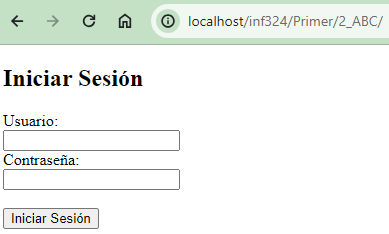 localhost/inf324/Primer/2_ABC/
Iniciar Sesión
Usuario:
Contraseña:
Iniciar Sesión